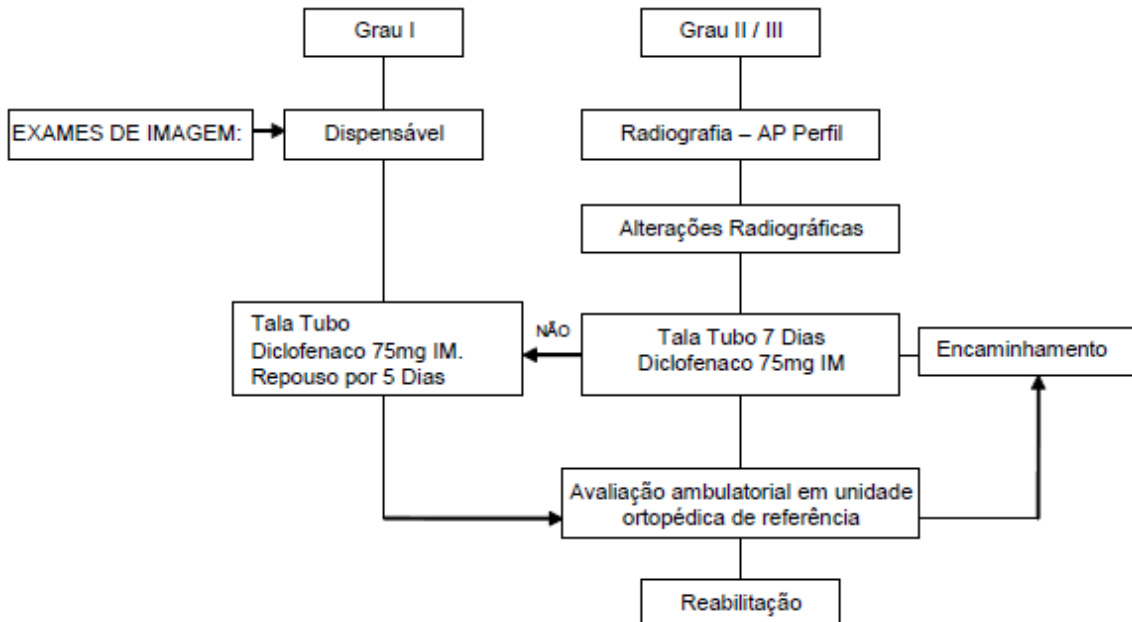 Grau I
Grau II / III
EXAMES DE IMAGEM:
Dispensável
Radiografia – AP Perfil
Alterações Radiográficas
Tala Tubo
Diclofenaco 75mg IM.
Repouso por 5 Dias
NÃO
Tala Tubo 7 Dias
Diclofenaco 75mg IM
Encaminhamento
Avaliação ambulatorial em unidade
ortopédica de referência
Reabilitação